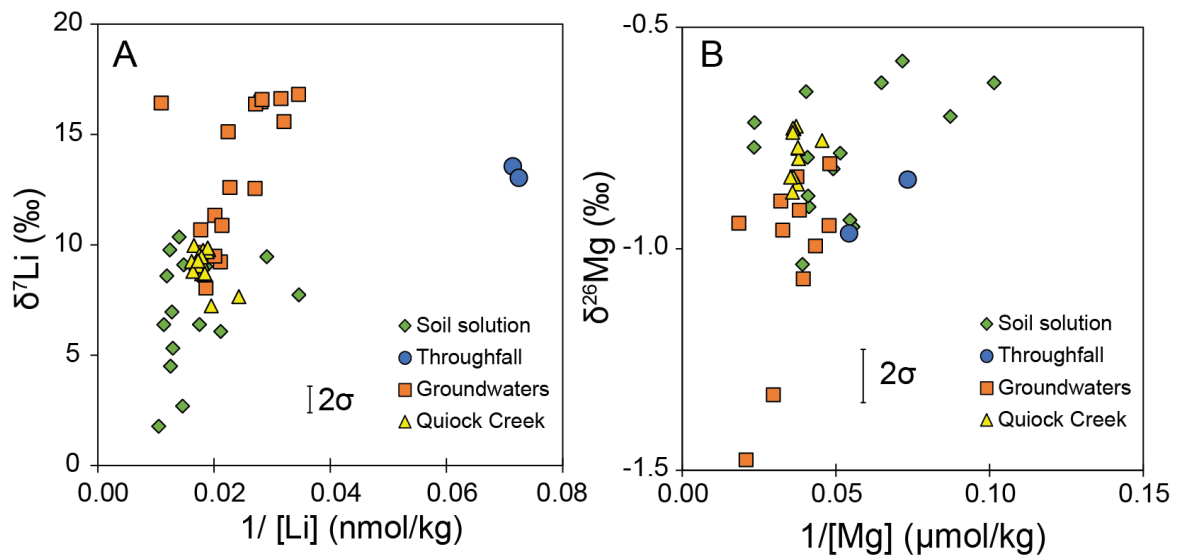 A
20
15
10
5
0
δ⁷Li (‰)
0.00
0.02
0.04
0.06
0.08
1/ [Li] (nmol/kg)
Soil solution
Throughfall
Groundwaters
Quiock Creek
2σ
B
-0.5
-1.0
-1.5
δ²⁶Mg (‰)
0.00
0.05
0.10
0.15
1/[Mg] (μmol/kg)
Soil solution
Throughfall
Groundwaters
Quiock Creek
2σ